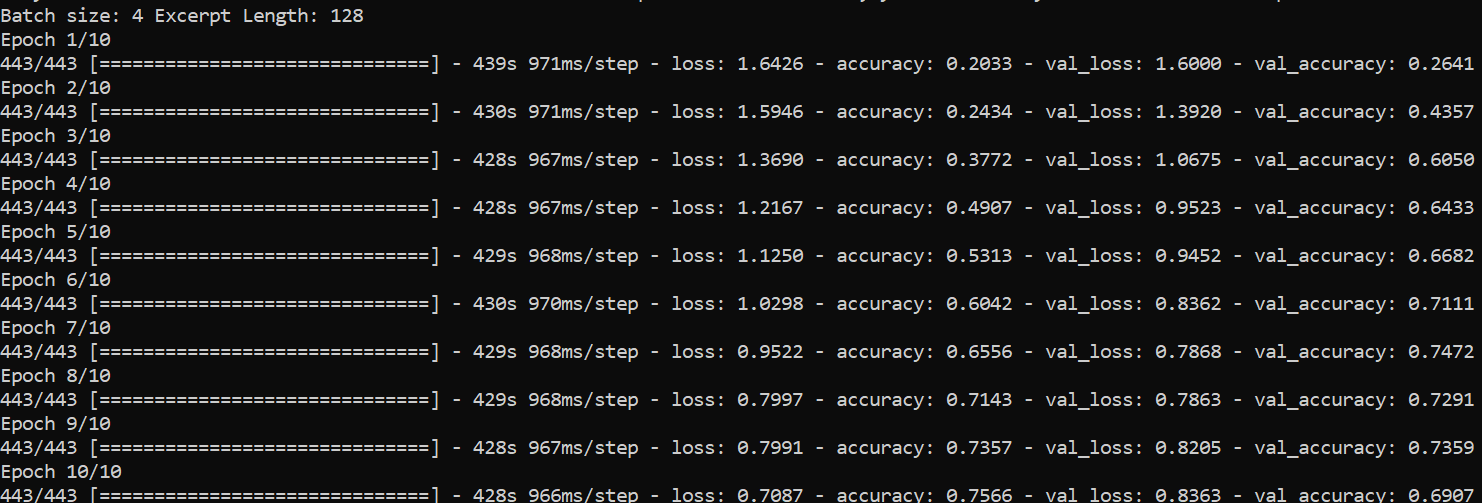 Batch size: 4 Excerpt Length: 128
Epoch 1/10
443/443 [==============================] - 439s 971ms/step - loss: 1.6426 - accuracy: 0.2033 - val_loss: 1.6000 - val_accuracy: 0.2641
Epoch 2/10
443/443 [==============================] - 430s 971ms/step - loss: 1.5946 - accuracy: 0.2434 - val_loss: 1.3920 - val_accuracy: 0.4357
Epoch 3/10
443/443 [==============================] - 428s 967ms/step - loss: 1.3690 - accuracy: 0.3772 - val_loss: 1.0675 - val_accuracy: 0.6050
Epoch 4/10
443/443 [==============================] - 428s 967ms/step - loss: 1.2167 - accuracy: 0.4907 - val_loss: 0.9523 - val_accuracy: 0.6433
Epoch 5/10
443/443 [==============================] - 429s 968ms/step - loss: 1.1250 - accuracy: 0.5313 - val_loss: 0.9452 - val_accuracy: 0.6682
Epoch 6/10
443/443 [==============================] - 430s 970ms/step - loss: 1.0298 - accuracy: 0.6042 - val_loss: 0.8362 - val_accuracy: 0.7111
Epoch 7/10
443/443 [==============================] - 429s 968ms/step - loss: 0.9522 - accuracy: 0.6556 - val_loss: 0.7868 - val_accuracy: 0.7472
Epoch 8/10
443/443 [==============================] - 429s 968ms/step - loss: 0.7997 - accuracy: 0.7143 - val_loss: 0.7863 - val_accuracy: 0.7291
Epoch 9/10
443/443 [==============================] - 428s 967ms/step - loss: 0.7991 - accuracy: 0.7357 - val_loss: 0.8205 - val_accuracy: 0.7359
Epoch 10/10
443/443 [==============================] - 428s 966ms/step - loss: 0.7087 - accuracy: 0.7566 - val_loss: 0.8363 - val_accuracy: 0.6907